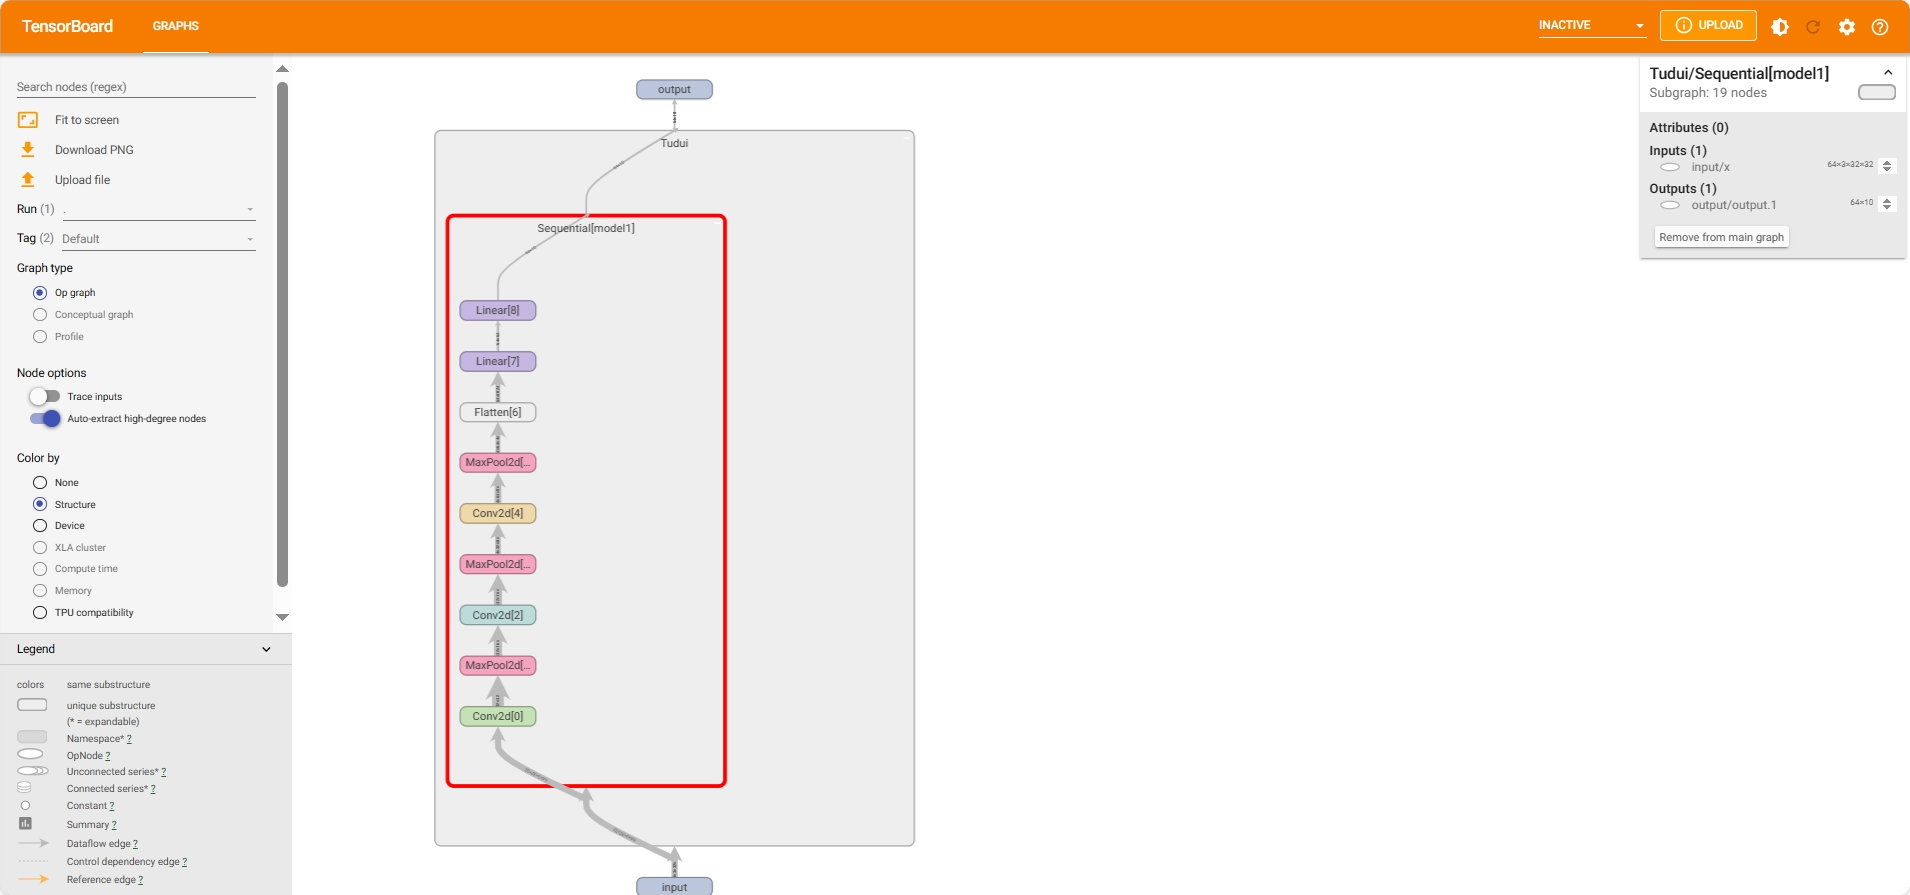 TensorBoard
GRAPHS
INACTIVE
UPLOAD
Search nodes (regex)
Fit to screen
Download PNG
Upload file
Run (1) .
Tag (2) Default
Graph type
Op graph
Conceptual graph
Profile
Node options
Trace inputs
Auto-extract high-degree nodes
Color by
None
Structure
Device
XLA cluster
Compute time
Memory
TPU compatibility
Legend
colors same substructure
unique substructure
(* = expandable)
Namespace* ?
OpNode ?
Unconnected series* ?
Connected series* ?
Constant ?
Summary ?
Dataflow edge ?
Control dependency edge ?
Reference edge ?
output
Tudui
Sequential[model1]
Linear[8]
Linear[7]
Flatten[6]
MaxPool2d[...
Conv2d[4]
MaxPool2d[...
Conv2d[2]
MaxPool2d[...
Conv2d[0]
input
Tudui/Sequential[model1]
Subgraph: 19 nodes
Attributes (0)
Inputs (1)
input/x 64×3×32×32
Outputs (1)
output/output.1 64×10
Remove from main graph